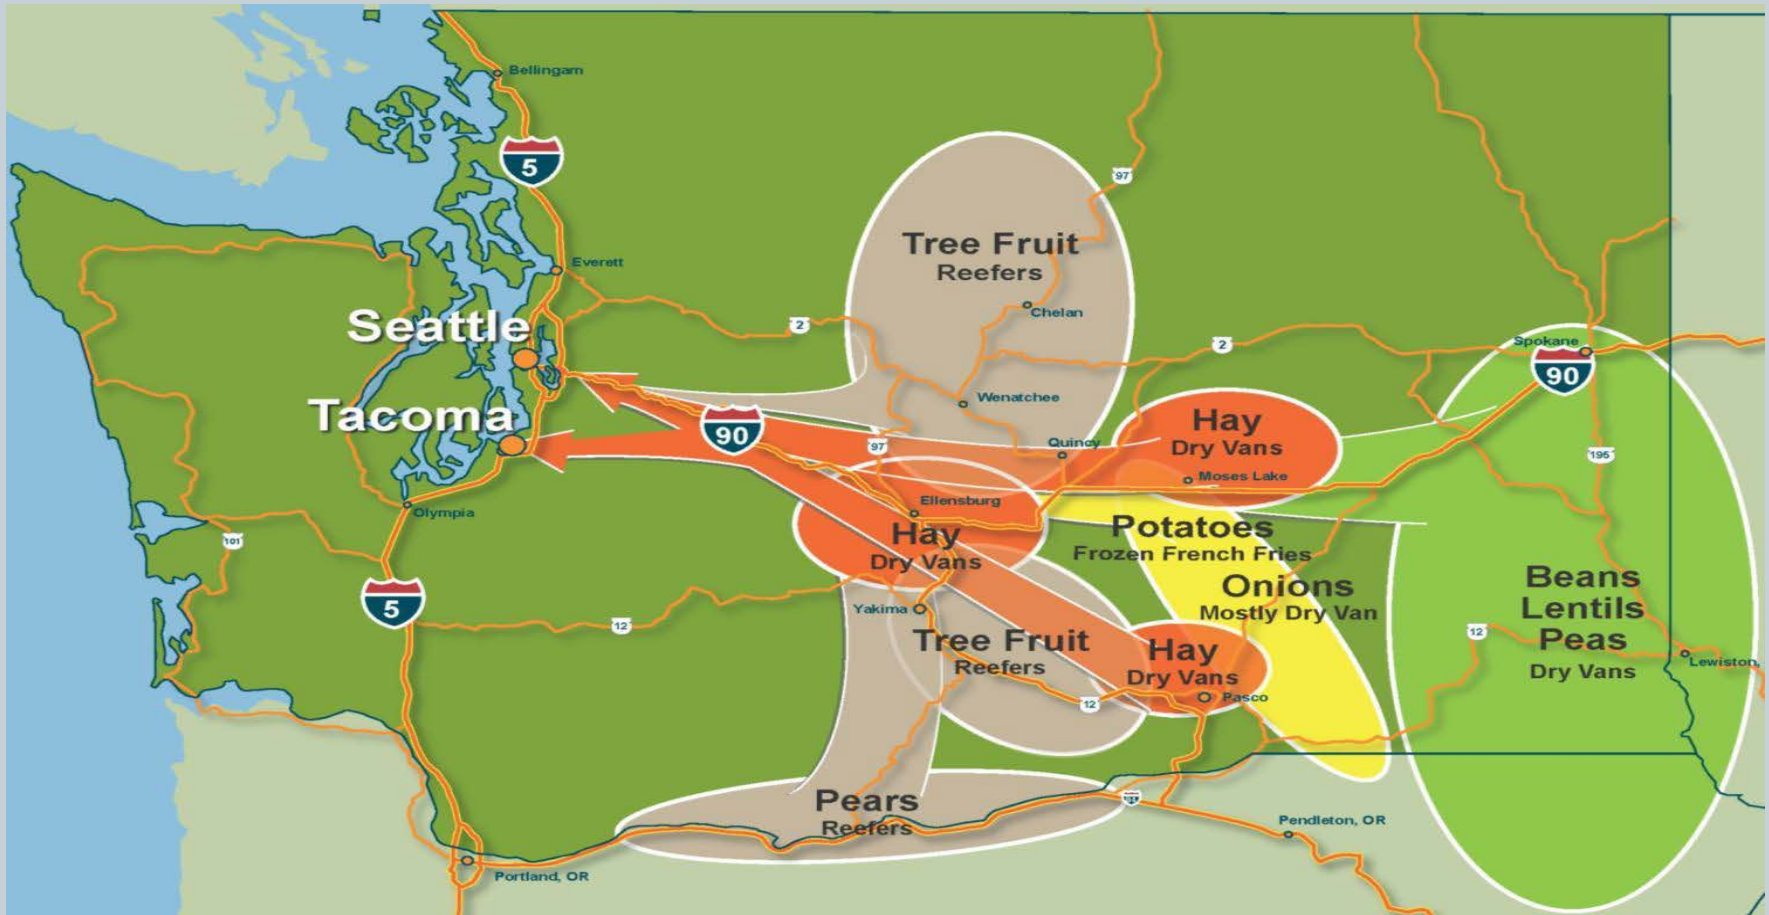 Bellingam
5
97
Tree Fruit
Reefers
Everett
Chelan
Seattle
2
2
Spokane
90
Wenatchee
Tacoma
90
Hay
Dry Vans
97
Quincy
195
Moses Lake
Ellensburg
Olympia
Hay
Dry Vans
Potatoes
Frozen French Fries
101
Onions
Mostly Dry Van
Beans
Lentils
Peas
Dry Vans
5
Yakima
12
12
Tree Fruit
Reefers
Hay
Dry Vans
Lewiston,
12
Pasco
Pears
Reefers
Pendleton, OR
Portland, OR